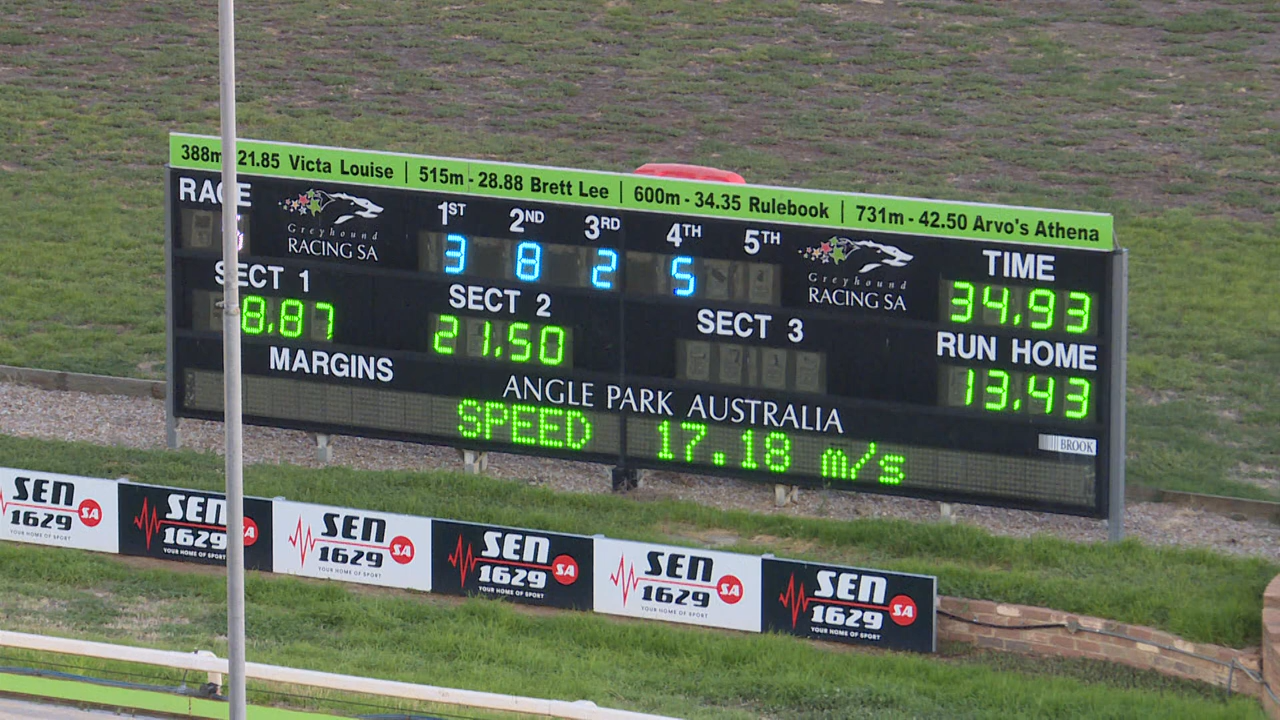 388m 21.85 Victa Louise | 515m - 28.88 Brett Lee | 600m - 34.35 Rulebook | 731m - 42.50 Arvo's Athena
RACE
Greyhound
RACING SA
1ST 2ND 3RD 4TH 5TH
3 8 2 5
Greyhound
RACING SA
TIME
34.93
SECT 1
8.87
SECT 2
21.50
SECT 3
RUN HOME
13.43
MARGINS
ANGLE PARK AUSTRALIA
SPEED 17.18 m/s
BROOK
SEN
1629 SA
YOUR HOME OF SPORT
SEN
1629 SA
YOUR HOME OF SPORT
SEN
1629 SA
YOUR HOME OF SPORT
SEN
1629 SA
YOUR HOME OF SPORT
SEN
1629 SA
YOUR HOME OF SPORT
SEN
1629 SA
YOUR HOME OF SPORT